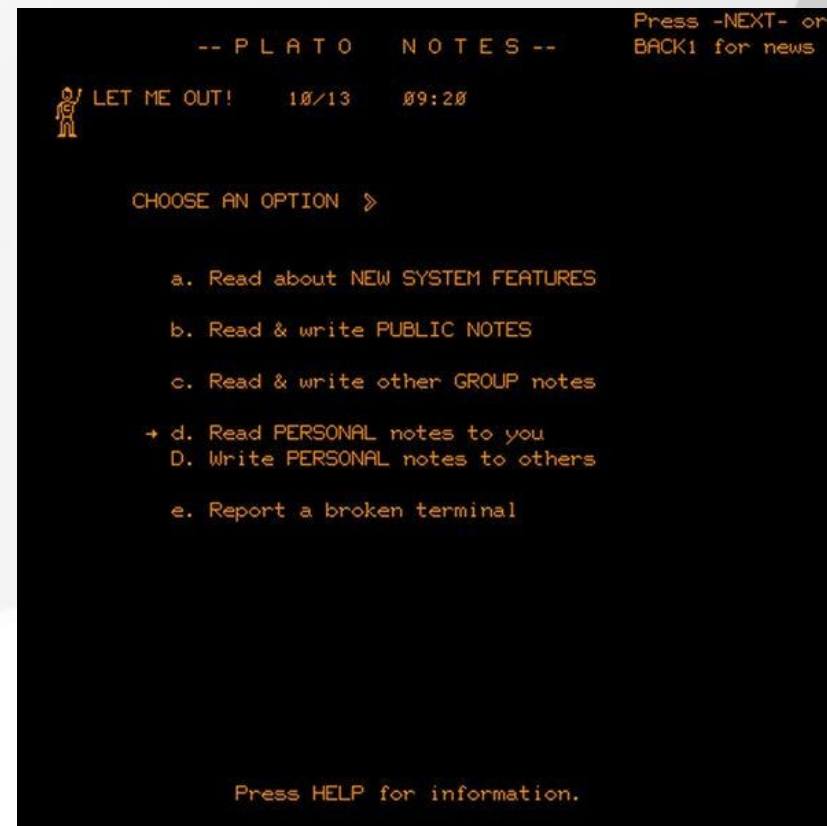 Press -NEXT- or
--PLATO NOTES-- BACK1 for news
LET ME OUT! 10/13 09:20
CHOOSE AN OPTION >
a. Read about NEW SYSTEM FEATURES
b. Read & write PUBLIC NOTES
c. Read & write other GROUP notes
→ d. Read PERSONAL notes to you
D. Write PERSONAL notes to others
e. Report a broken terminal
Press HELP for information.